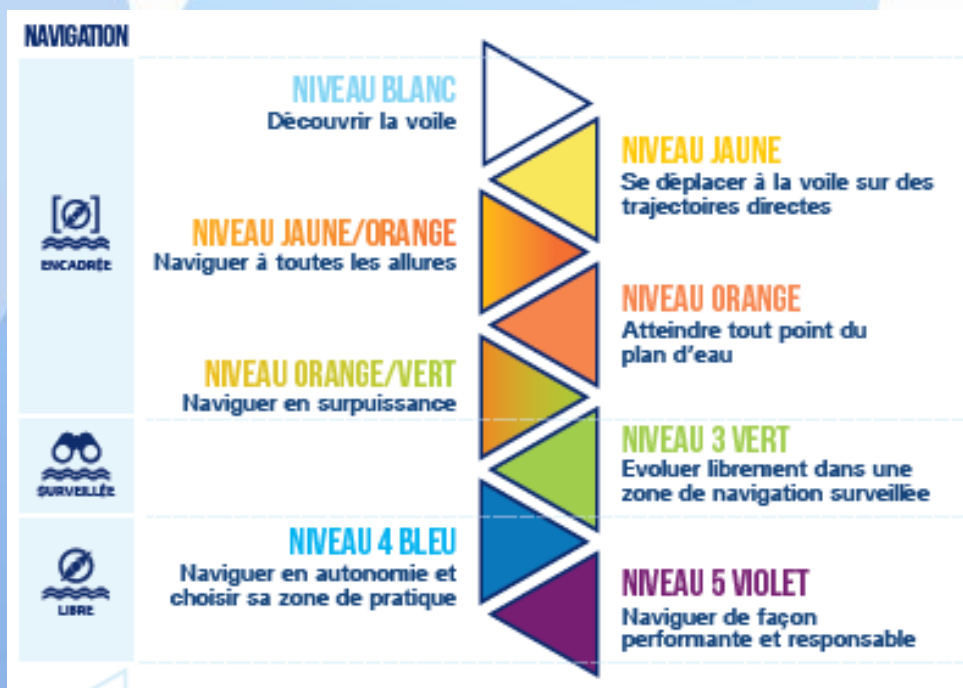 NAVIGATION
NIVEAU BLANC
Découvrir la voile
NIVEAU JAUNE
Se déplacer à la voile sur des
trajectoires directes
ENCADRÉE
NIVEAU JAUNE/ORANGE
Naviguer à toutes les allures
NIVEAU ORANGE
Atteindre tout point du
plan d'eau
NIVEAU ORANGE/VERT
Naviguer en surpuissance
SURVEILLÉE
NIVEAU 3 VERT
Evoluer librement dans une
zone de navigation surveillée
LIBRE
NIVEAU 4 BLEU
Naviguer en autonomie et
choisir sa zone de pratique
NIVEAU 5 VIOLET
Naviguer de façon
performante et responsable